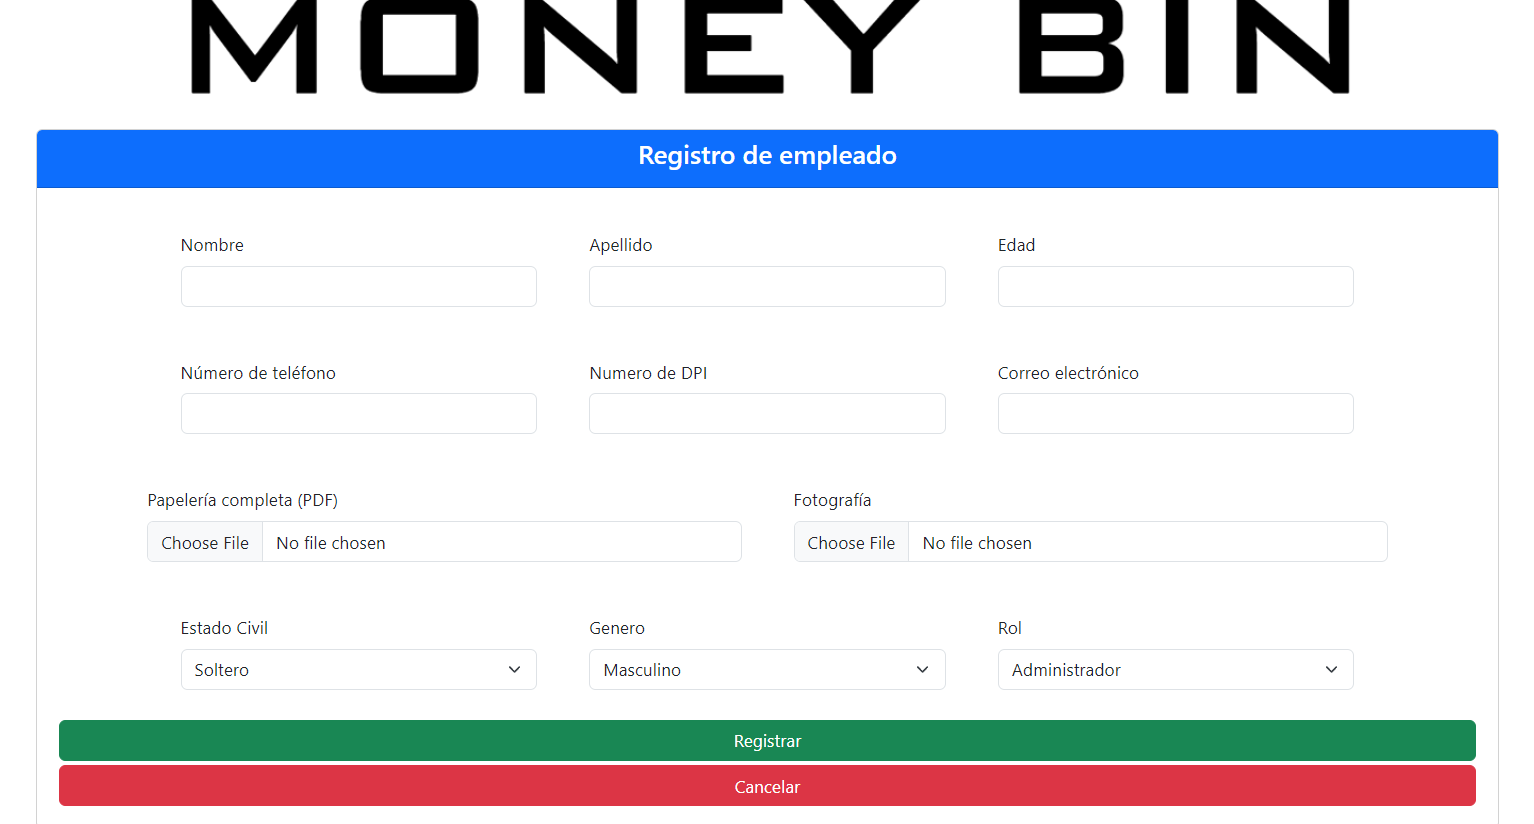 MONEY BIN
Registro de empleado
Nombre Apellido Edad
Número de teléfono Numero de DPI Correo electrónico
Papelería completa (PDF) Fotografía
Choose File No file chosen Choose File No file chosen
Estado Civil Genero Rol
Soltero Masculino Administrador
Registrar
Cancelar